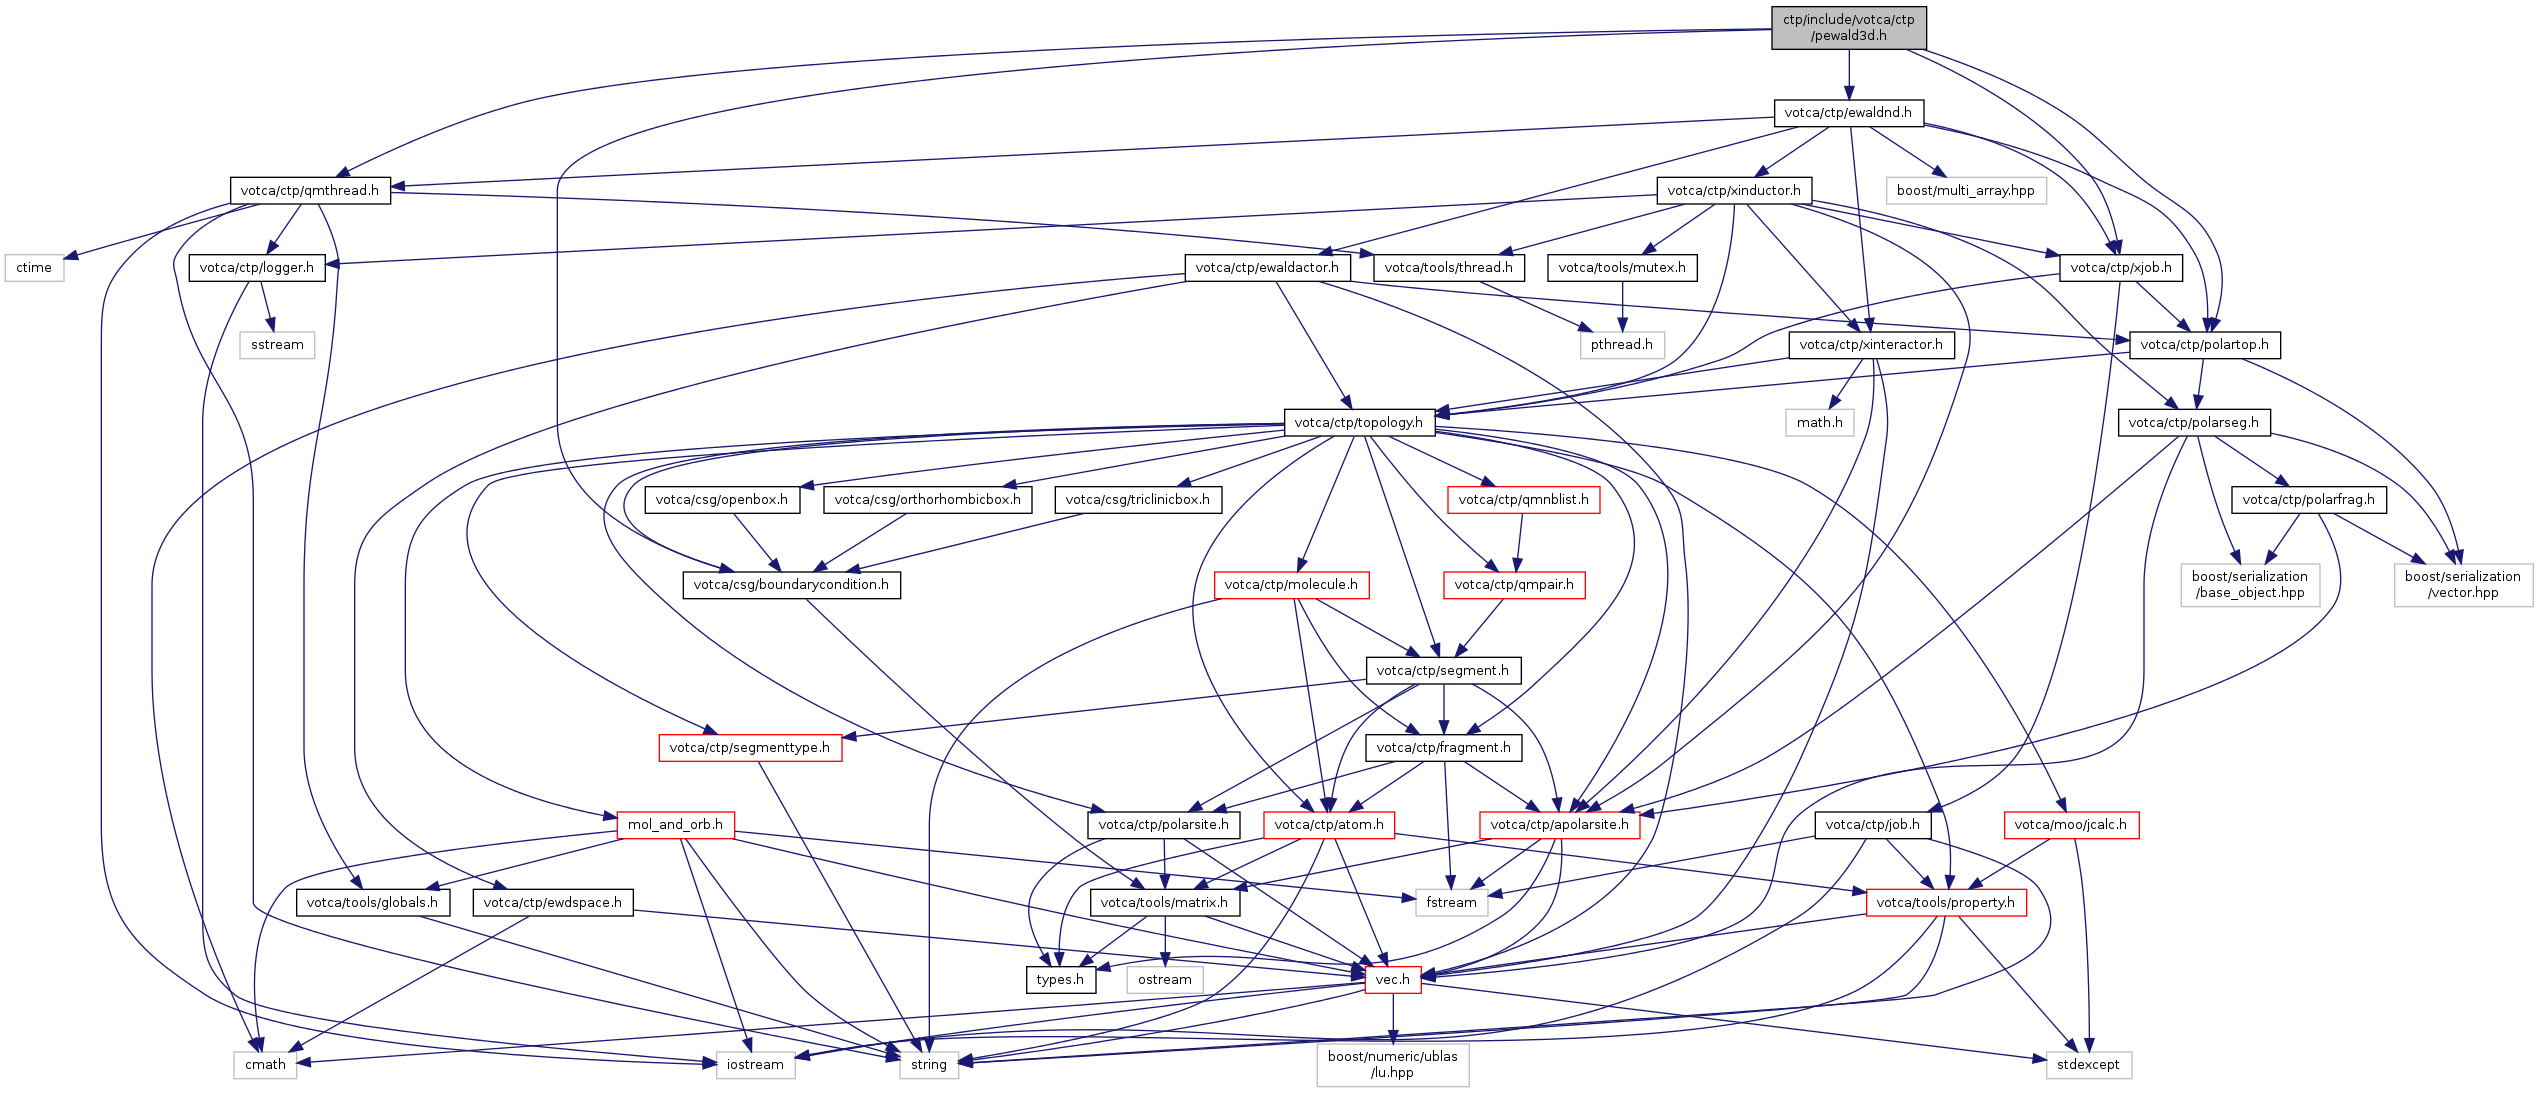 ctp/include/votca/ctp
/pewald3d.h
votca/ctp/ewaldnd.h
votca/ctp/qmthread.h
votca/ctp/xinductor.h
boost/multi_array.hpp
ctime
votca/ctp/logger.h
votca/ctp/ewaldactor.h
votca/tools/thread.h
votca/tools/mutex.h
votca/ctp/xjob.h
sstream
pthread.h
votca/ctp/xinteractor.h
votca/ctp/polartop.h
votca/ctp/topology.h
math.h
votca/ctp/polarseg.h
votca/csg/openbox.h
votca/csg/orthorhombicbox.h
votca/csg/triclinicbox.h
votca/ctp/qmnblist.h
votca/ctp/polarfrag.h
votca/csg/boundarycondition.h
votca/ctp/molecule.h
votca/ctp/qmpair.h
boost/serialization
/base_object.hpp
boost/serialization
/vector.hpp
votca/ctp/segment.h
votca/ctp/segmenttype.h
votca/ctp/fragment.h
mol_and_orb.h
votca/ctp/polarsite.h
votca/ctp/atom.h
votca/ctp/apolarsite.h
votca/ctp/job.h
votca/moo/jcalc.h
votca/tools/globals.h
votca/ctp/ewdspace.h
votca/tools/matrix.h
fstream
votca/tools/property.h
types.h
ostream
vec.h
cmath
iostream
string
boost/numeric/ublas
/lu.hpp
stdexcept